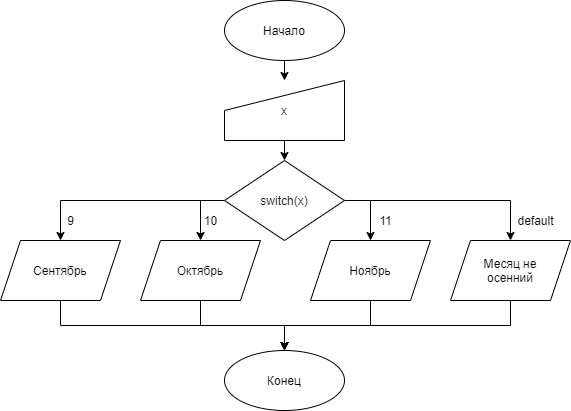 Начало
x
switch(x)
9
10
11
default
Сентябрь
Октябрь
Ноябрь
Месяц не
осенний
Конец